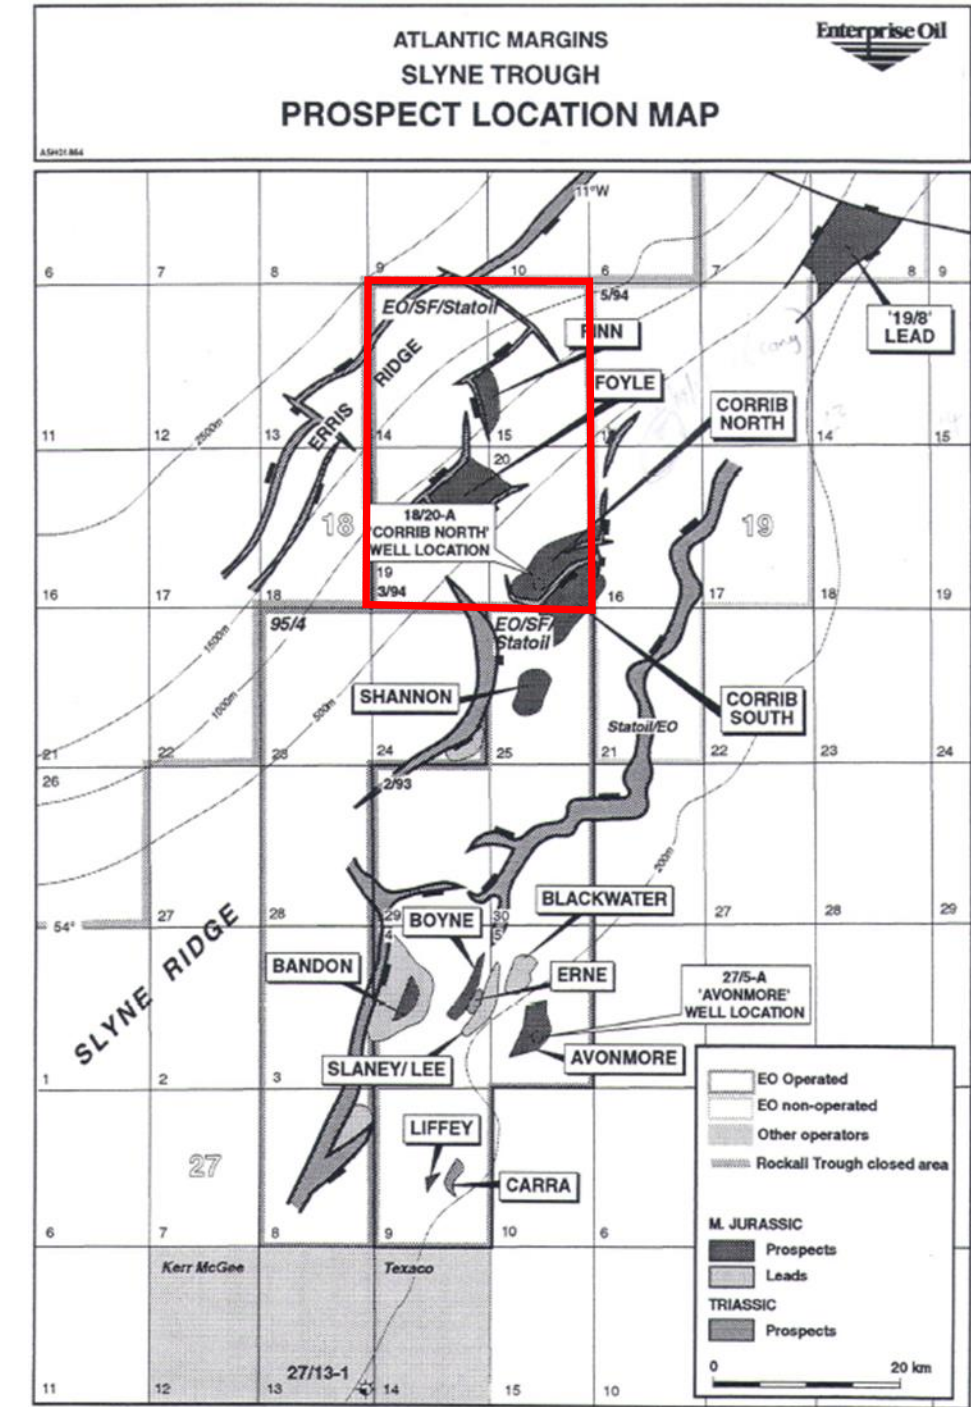 Enterprise Oil
ATLANTIC MARGINS
SLYNE TROUGH
PROSPECT LOCATION MAP
11°W
6
7
8
9
10
6
7
8
9
5/94
EO/SF/Statoil
'19/8'
LEAD
FINN
RIDGE
ERRIS
FOYLE
CORRIB
NORTH
2500m
11
12
13
14
15
14
15
20
18
18/20-A
'CORRIB NORTH'
WELL LOCATION
19
19
3/94
16
17
18
16
17
18
19
95/4
EO/SF/
Statoil
1500m
1000m
500m
SHANNON
CORRIB
SOUTH
Statoil/EO
21
22
23
24
25
21
22
23
24
26
2/93
200m
54°
27
28
29
30
27
28
29
4
5
BLACKWATER
BOYNE
BANDON
ERNE
27/5-A
'AVONMORE'
WELL LOCATION
SLYNE RIDGE
SLANEY/ LEE
AVONMORE
1
2
3
LIFFEY
CARRA
27
6
7
8
9
10
6
Kerr McGee
Texaco
27/13-1
11
12
13
14
15
10
EO Operated
EO non-operated
Other operators
Rockall Trough closed area
M. JURASSIC
Prospects
Leads
TRIASSIC
Prospects
0
20 km